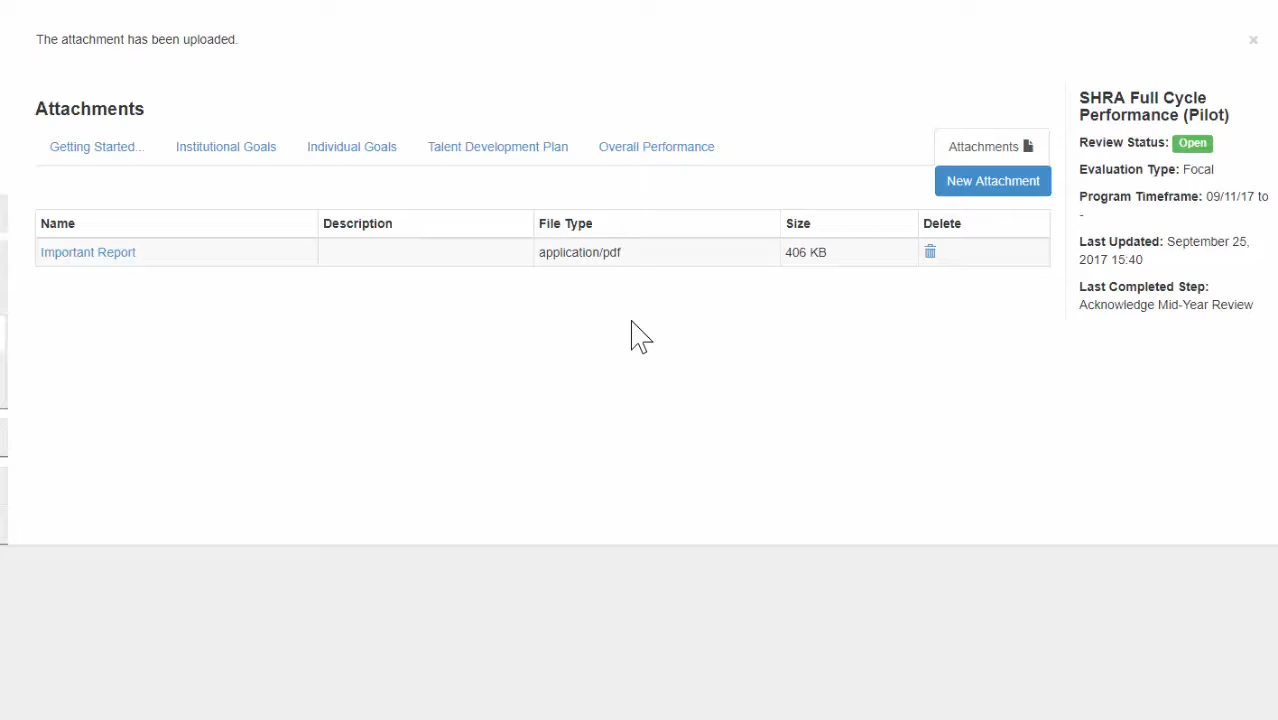 The attachment has been uploaded.
×
Attachments
Getting Started... Institutional Goals Individual Goals Talent Development Plan Overall Performance Attachments
New Attachment
Name Description File Type Size Delete
Important Report application/pdf 406 KB
SHRA Full Cycle
Performance (Pilot)
Review Status: Open
Evaluation Type: Focal
Program Timeframe: 09/11/17 to
-
Last Updated: September 25,
2017 15:40
Last Completed Step:
Acknowledge Mid-Year Review